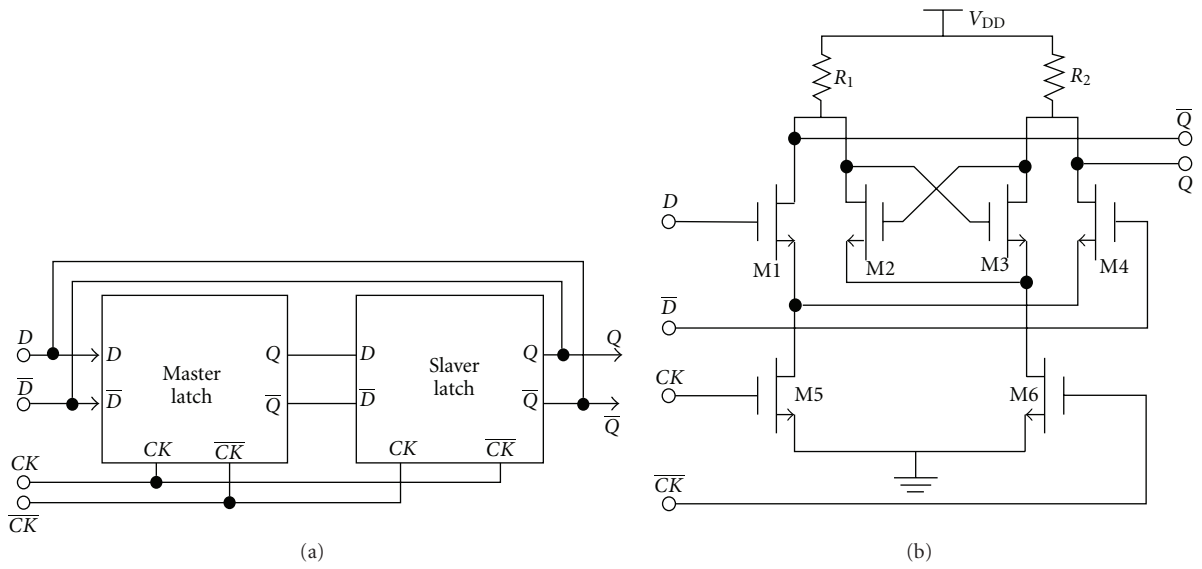 D
D̅
CK
C̅K̅
D
D̅
Master
latch
Q
Q̅
CK
C̅K̅
D
D̅
Slaver
latch
Q
Q̅
CK
C̅K̅
Q
Q̅
(a)
V_DD
R_1
R_2
Q̅
Q
D
M1
M2
M3
M4
D̅
CK
M5
M6
C̅K̅
(b)